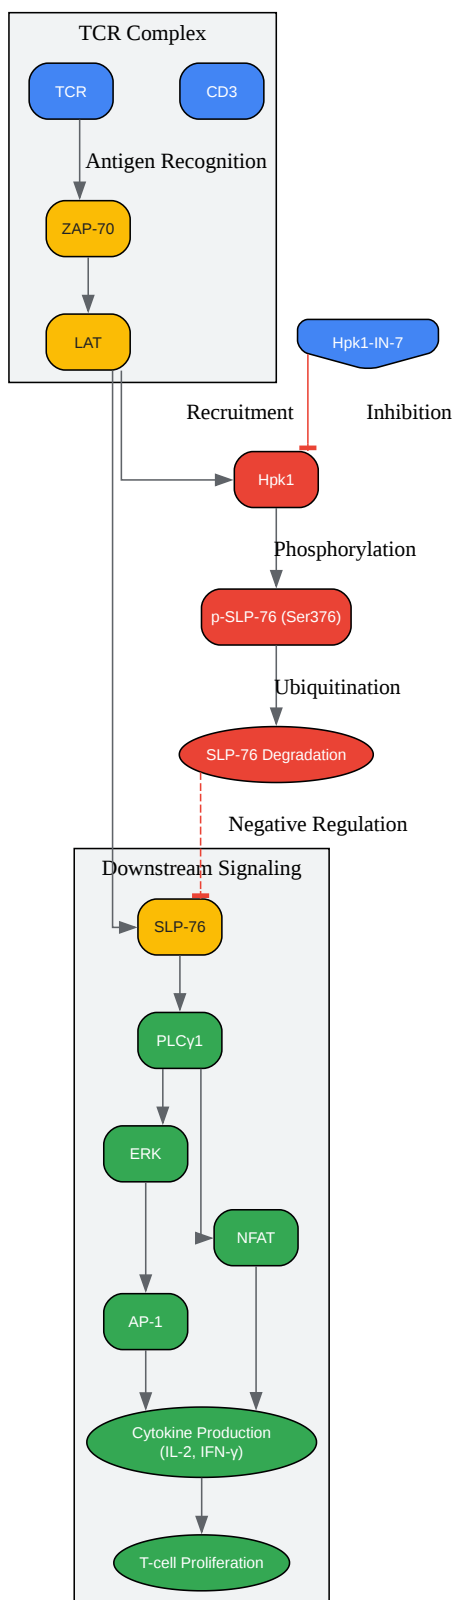 TCR Complex
TCR
CD3
Antigen Recognition
ZAP-70
LAT
Hpk1-IN-7
Recruitment
Inhibition
Hpk1
Phosphorylation
p-SLP-76 (Ser376)
Ubiquitination
SLP-76 Degradation
Negative Regulation
Downstream Signaling
SLP-76
PLCγ1
ERK
NFAT
AP-1
Cytokine Production
(IL-2, IFN-γ)
T-cell Proliferation